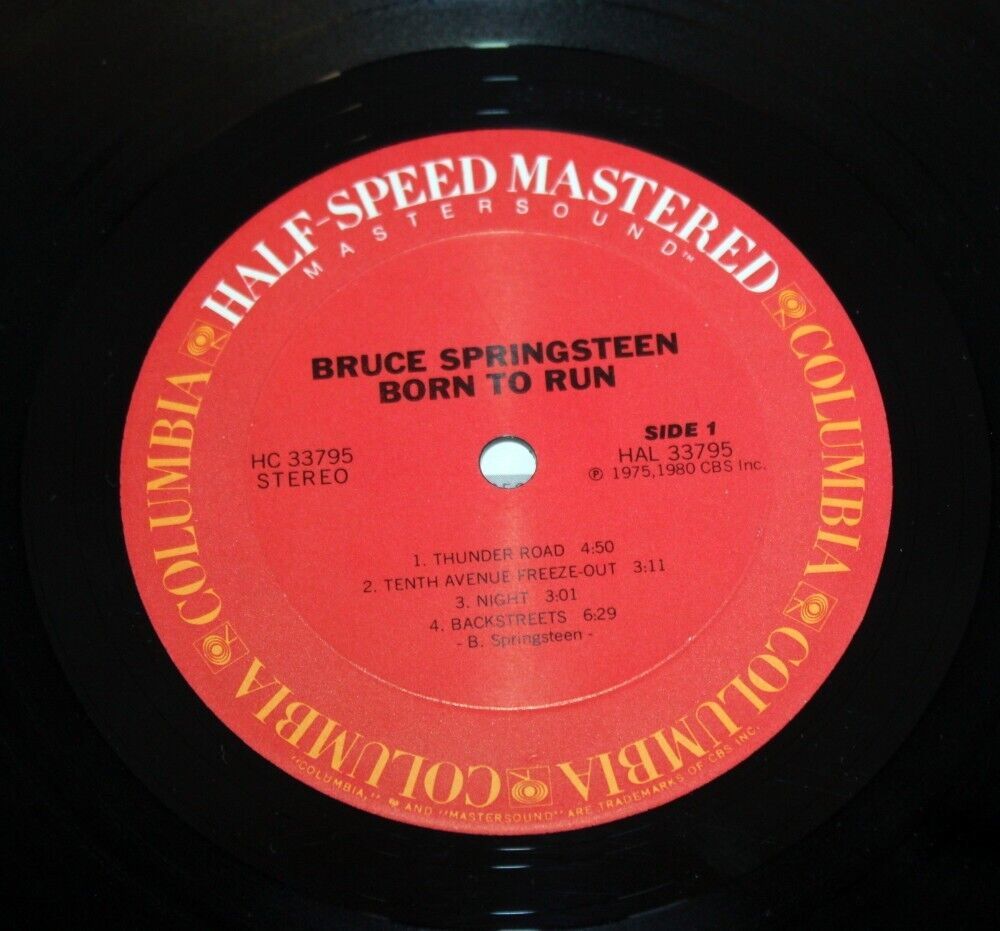 HALF-SPEED MASTERED
MASTERSOUND™
BRUCE SPRINGSTEEN
BORN TO RUN
HC 33795
STEREO
SIDE 1
HAL 33795
℗ 1975,1980 CBS Inc.
1. THUNDER ROAD 4:50
2. TENTH AVENUE FREEZE-OUT 3:11
3. NIGHT 3:01
4. BACKSTREETS 6:29
- B. Springsteen -
COLUMBIA
COLUMBIA
COLUMBIA
COLUMBIA
COLUMBIA
"COLUMBIA," AND "MASTERSOUND" ARE TRADEMARKS OF CBS INC.